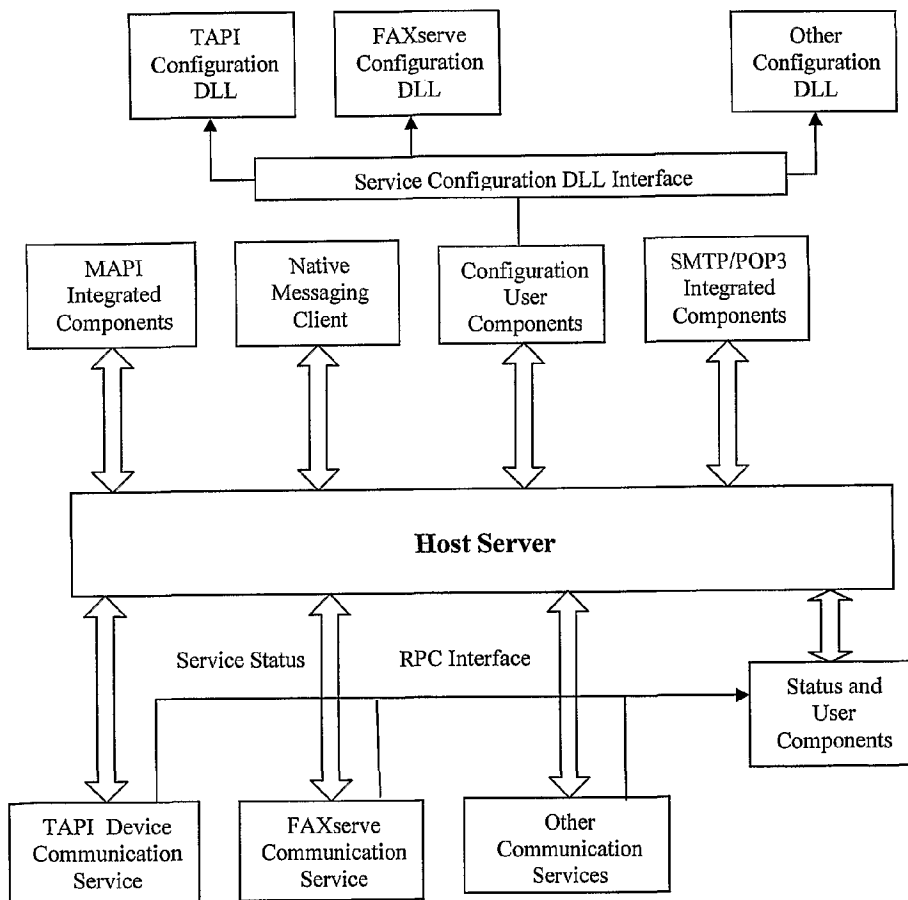 TAPI
Configuration
DLL
FAXserve
Configuration
DLL
Other
Configuration
DLL
Service Configuration DLL Interface
MAPI
Integrated
Components
Native
Messaging
Client
Configuration
User
Components
SMTP/POP3
Integrated
Components
Host Server
Service Status
RPC Interface
Status and
User
Components
TAPI Device
Communication
Service
FAXserve
Communication
Service
Other
Communication
Services